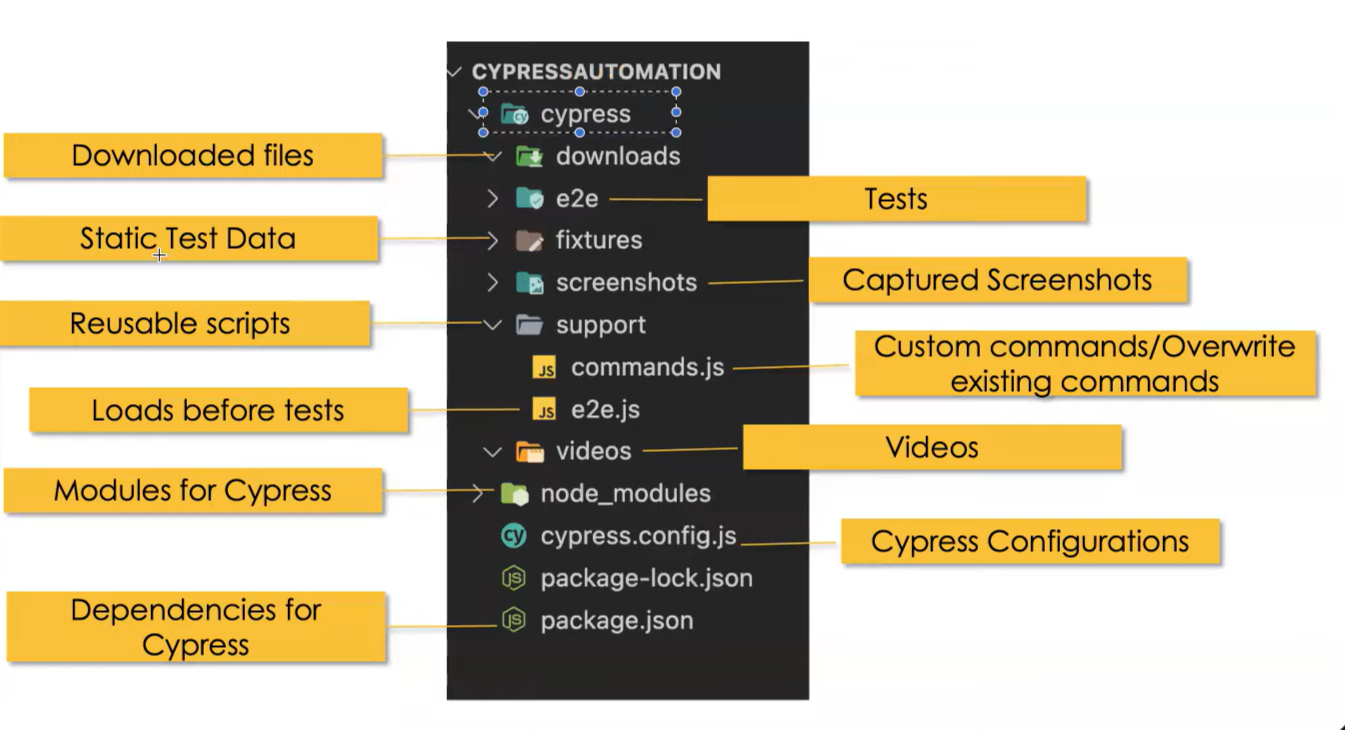 CYPRESSAUTOMATION
cypress
Downloaded files
downloads
e2e
Tests
Static Test Data
fixtures
screenshots
Captured Screenshots
Reusable scripts
support
commands.js
Custom commands/Overwrite
existing commands
Loads before tests
e2e.js
videos
Videos
Modules for Cypress
node_modules
cypress.config.js
Cypress Configurations
package-lock.json
Dependencies for
Cypress
package.json